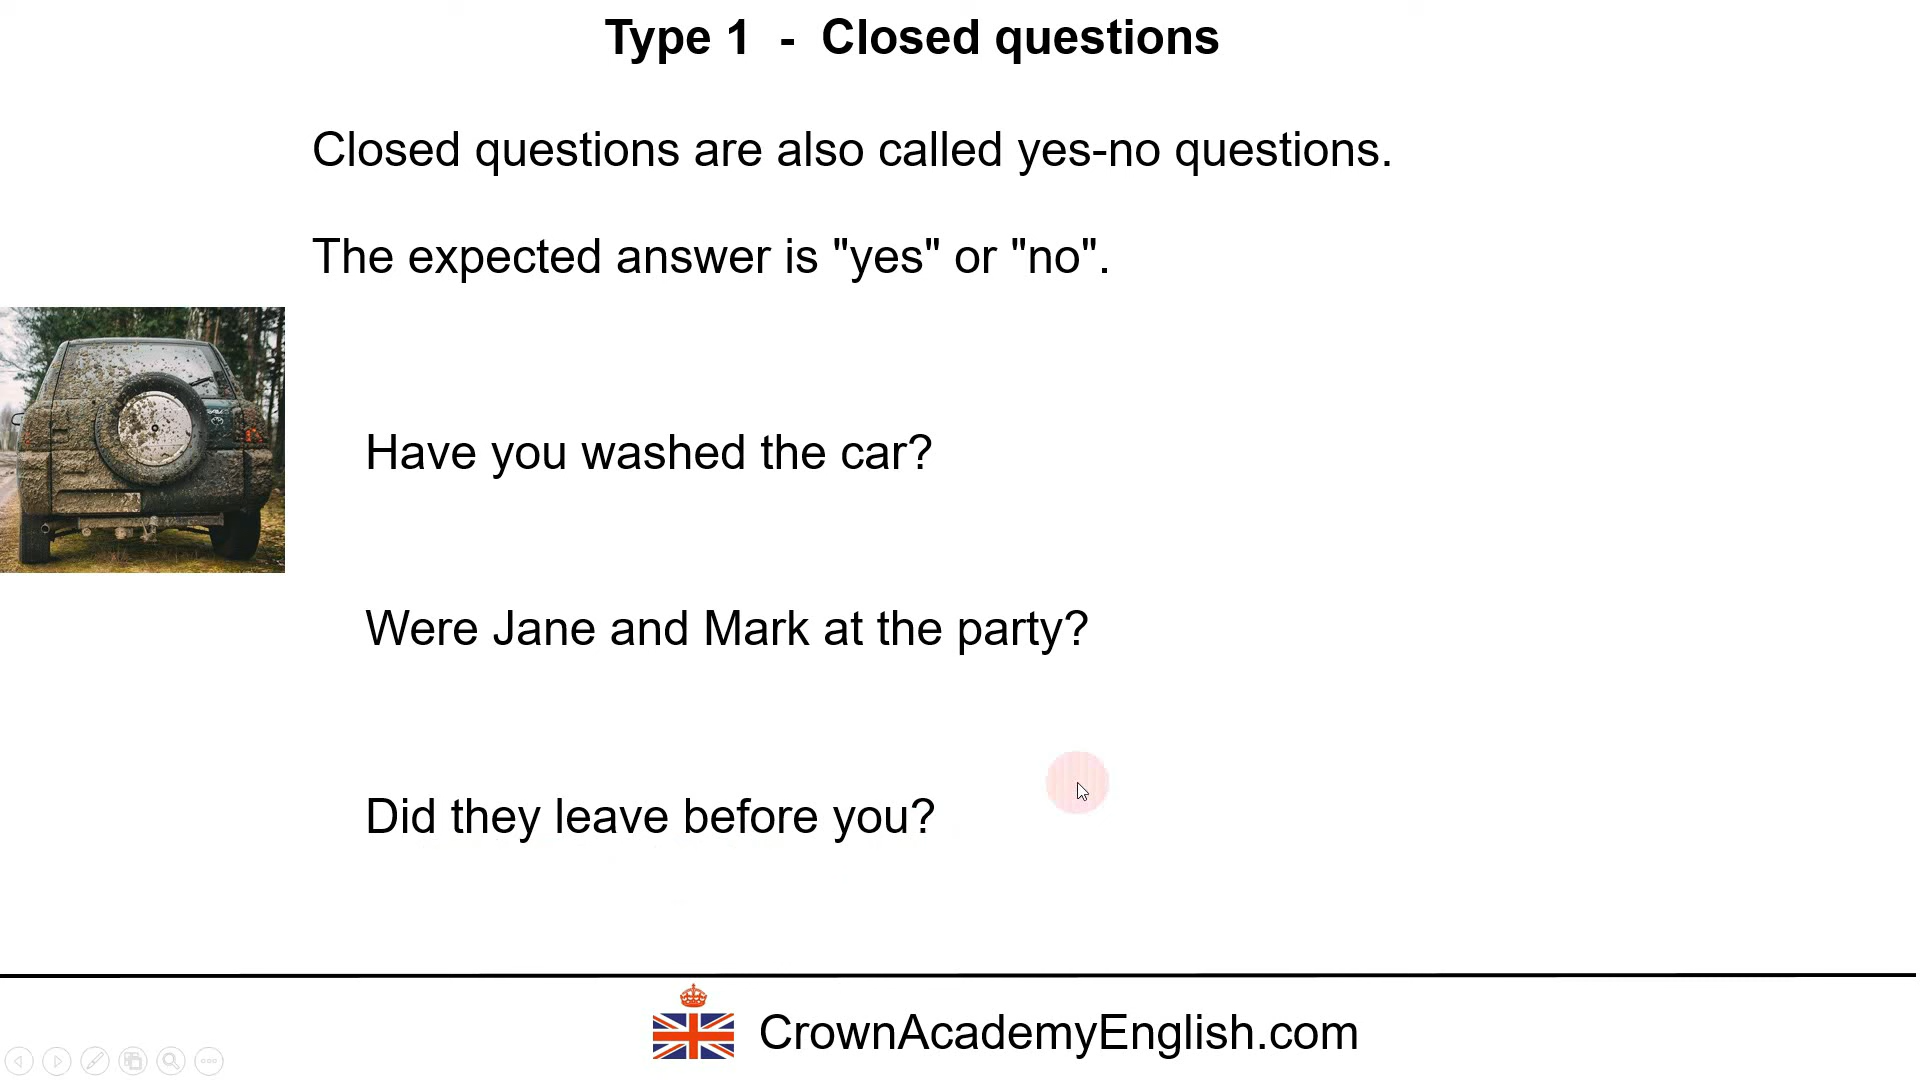 Type 1 - Closed questions
Closed questions are also called yes-no questions.
The expected answer is "yes" or "no".
Have you washed the car?
Were Jane and Mark at the party?
Did they leave before you?
CrownAcademyEnglish.com